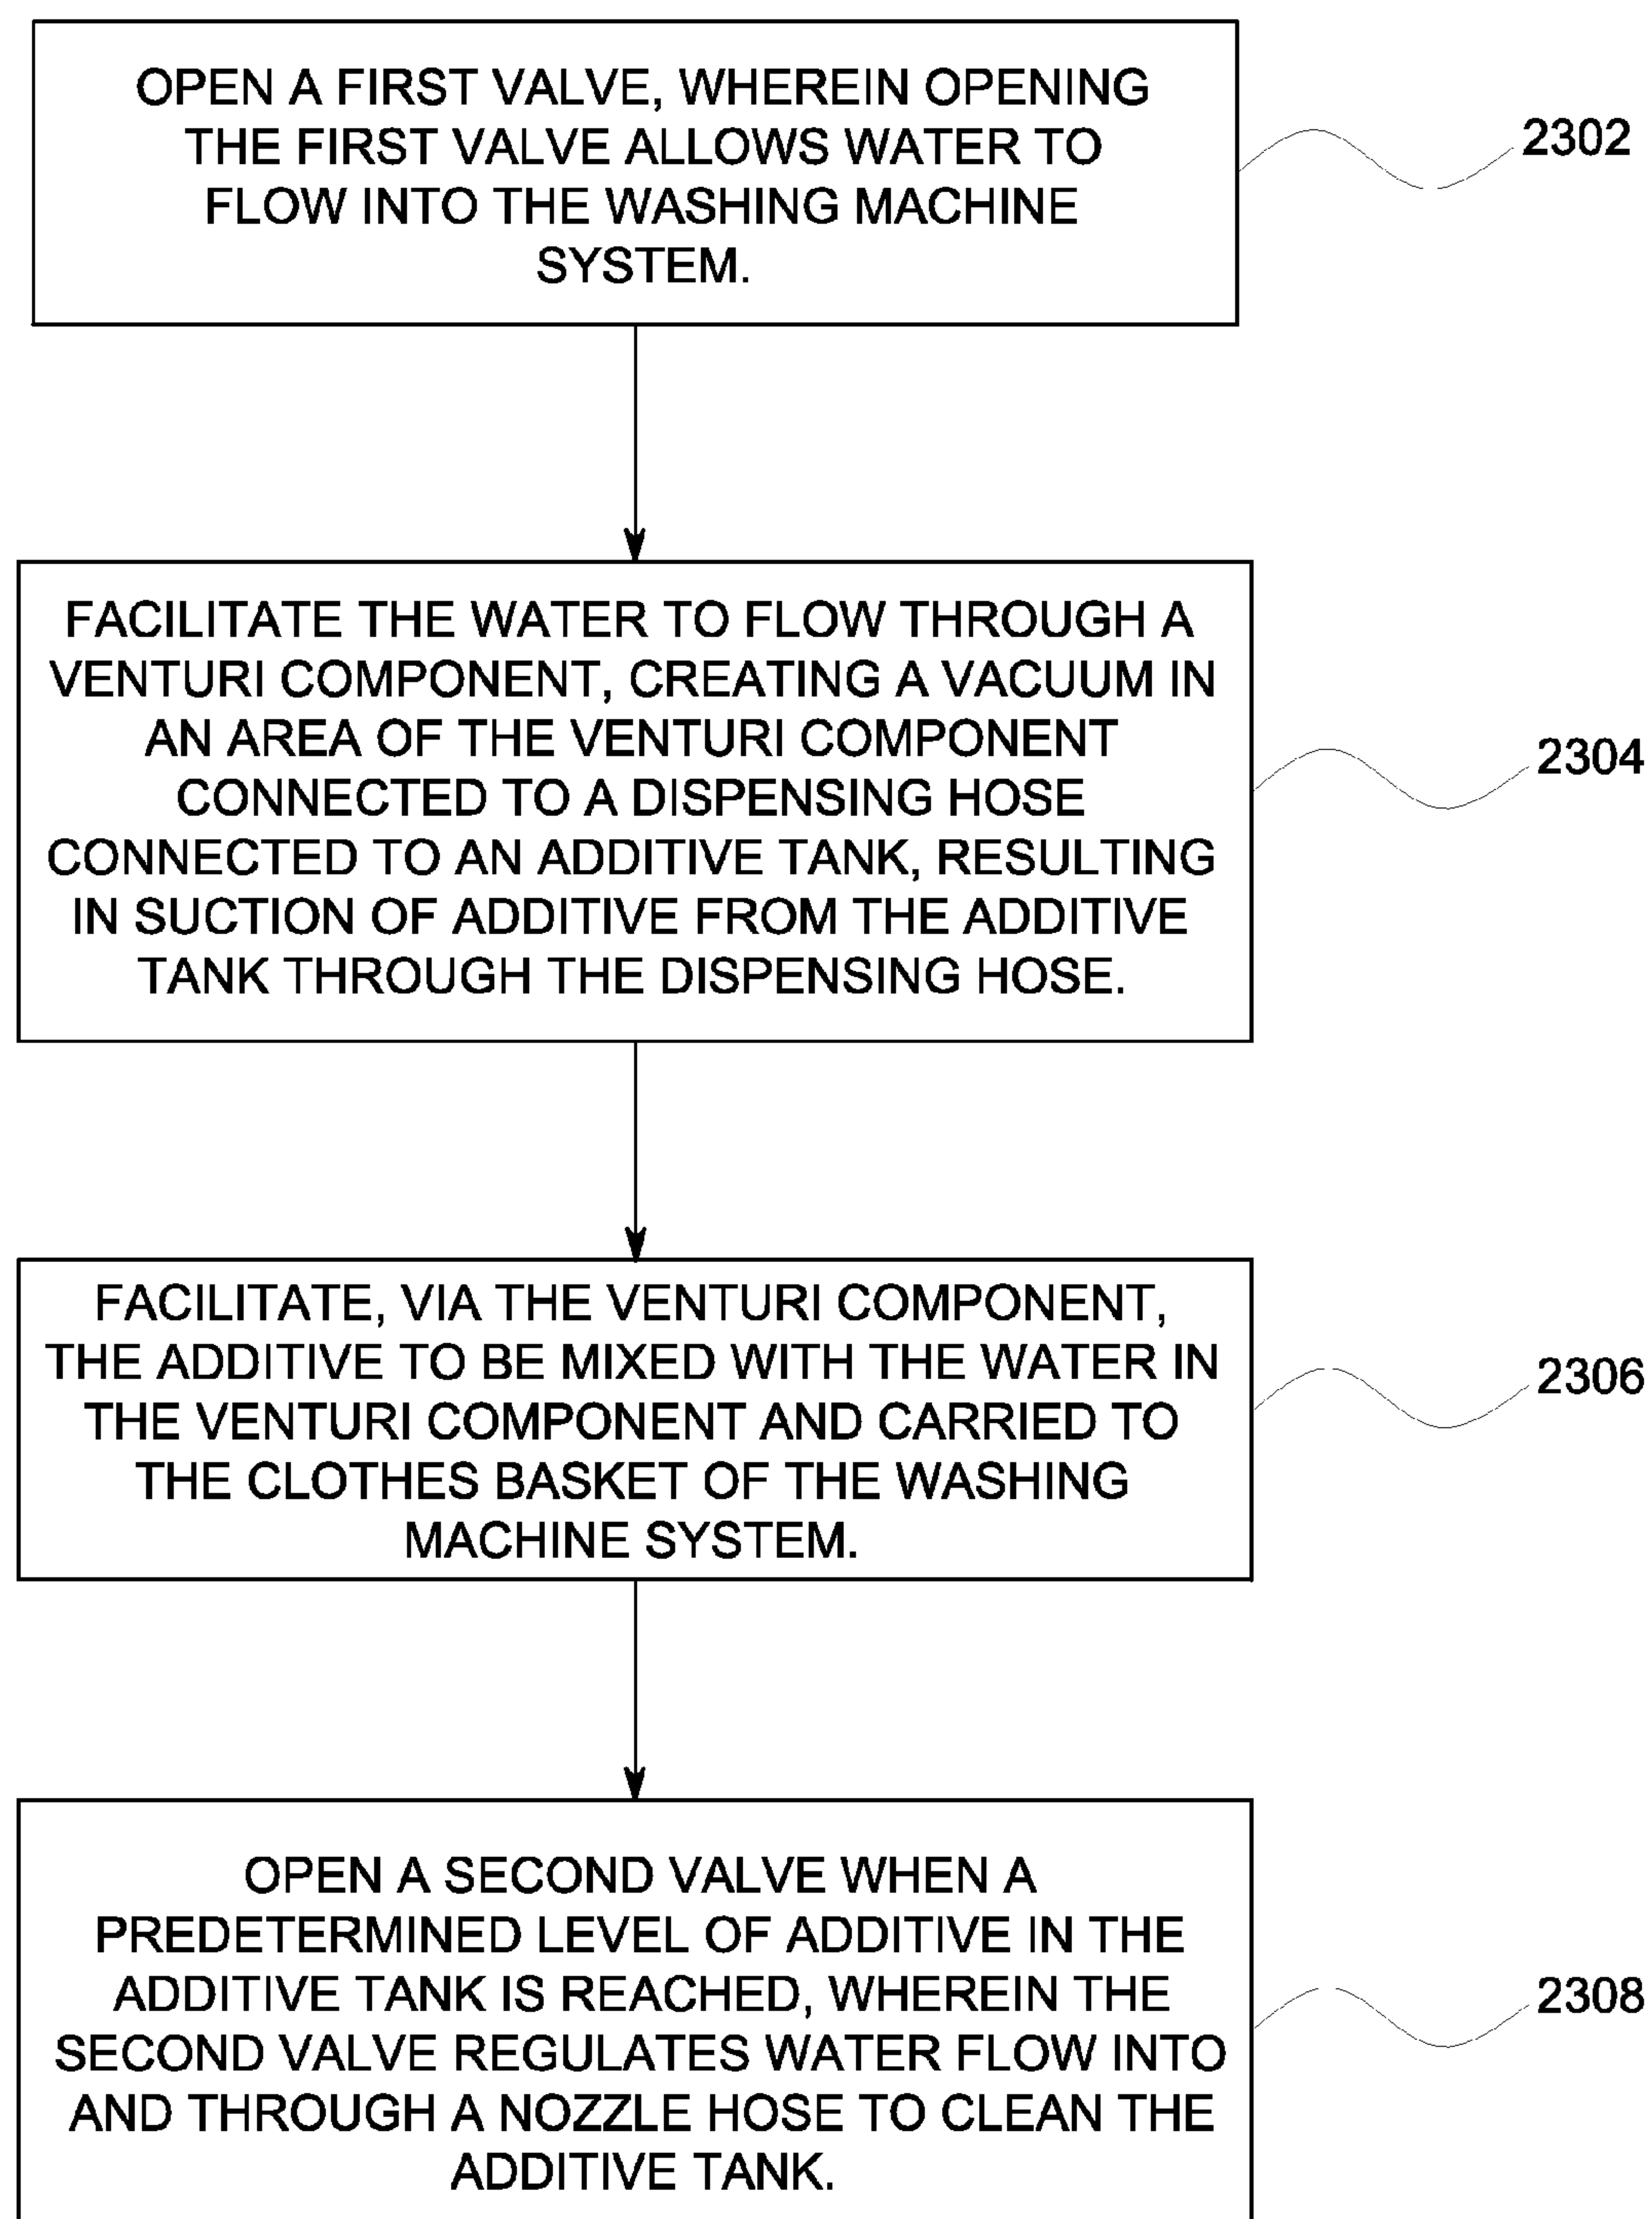 OPEN A FIRST VALVE, WHEREIN OPENING
THE FIRST VALVE ALLOWS WATER TO
FLOW INTO THE WASHING MACHINE
SYSTEM.
2302
FACILITATE THE WATER TO FLOW THROUGH A
VENTURI COMPONENT, CREATING A VACUUM IN
AN AREA OF THE VENTURI COMPONENT
CONNECTED TO A DISPENSING HOSE
CONNECTED TO AN ADDITIVE TANK, RESULTING
IN SUCTION OF ADDITIVE FROM THE ADDITIVE
TANK THROUGH THE DISPENSING HOSE.
2304
FACILITATE, VIA THE VENTURI COMPONENT,
THE ADDITIVE TO BE MIXED WITH THE WATER IN
THE VENTURI COMPONENT AND CARRIED TO
THE CLOTHES BASKET OF THE WASHING
MACHINE SYSTEM.
2306
OPEN A SECOND VALVE WHEN A
PREDETERMINED LEVEL OF ADDITIVE IN THE
ADDITIVE TANK IS REACHED, WHEREIN THE
SECOND VALVE REGULATES WATER FLOW INTO
AND THROUGH A NOZZLE HOSE TO CLEAN THE
ADDITIVE TANK.
2308